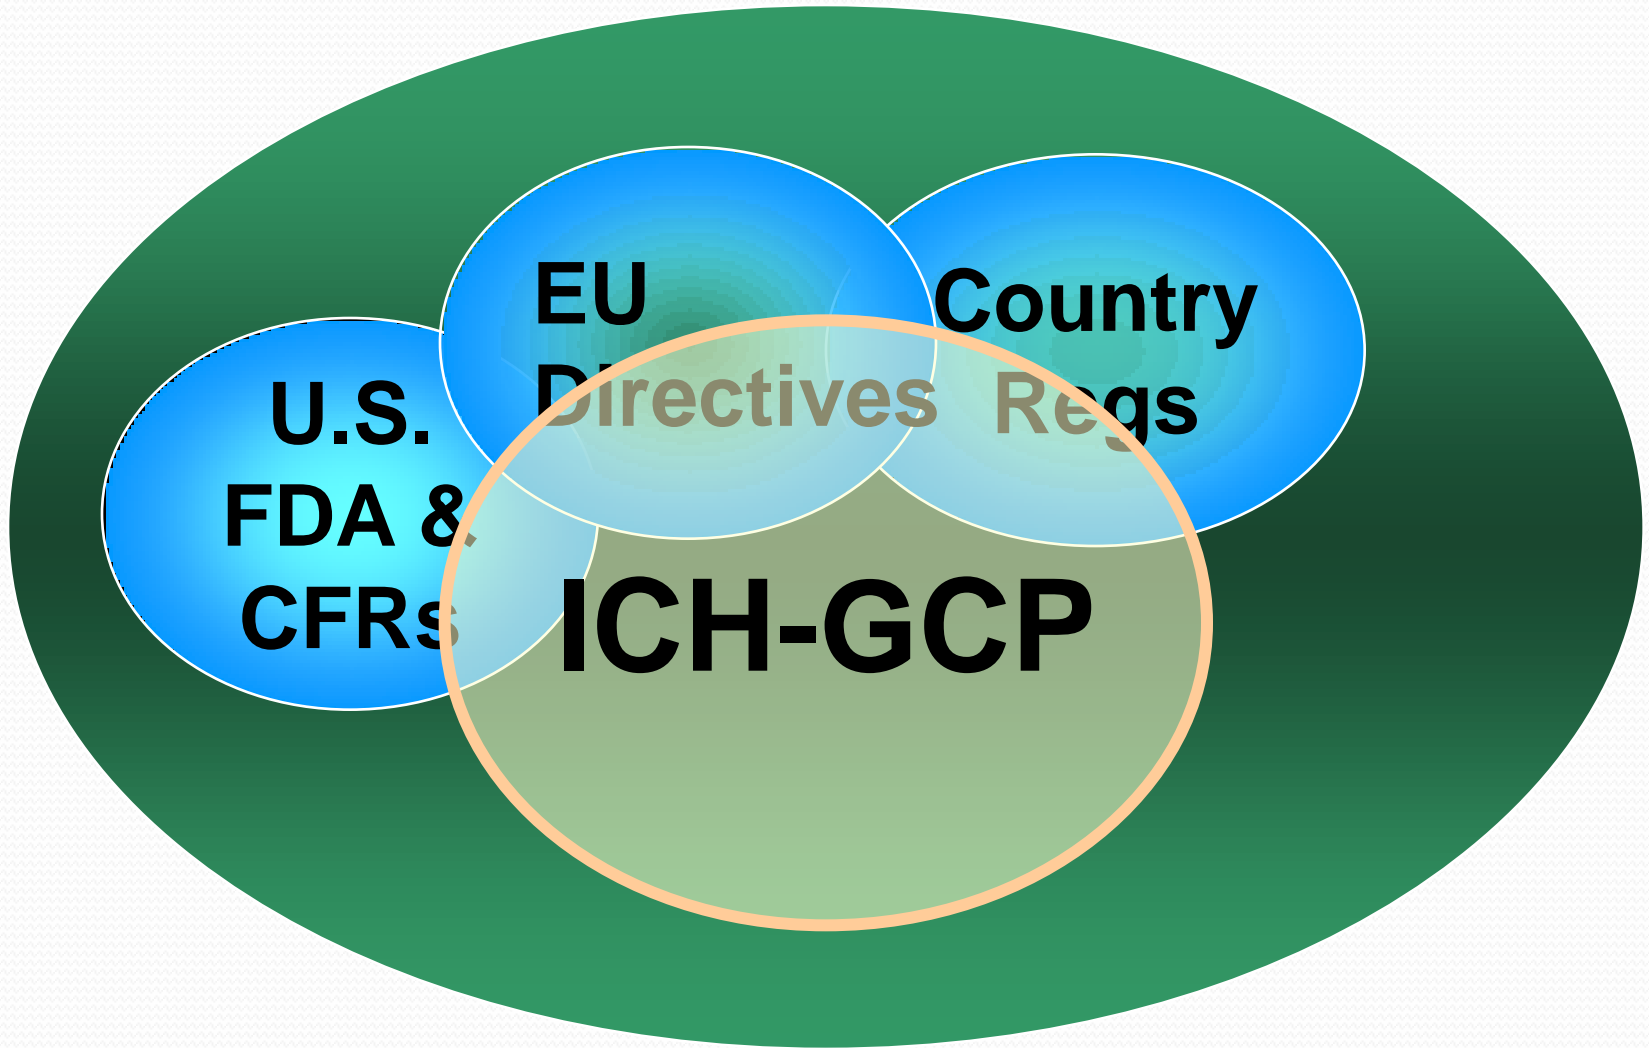 EU
Directives
Country
Regs
U.S.
FDA &
CFRs
ICH-GCP